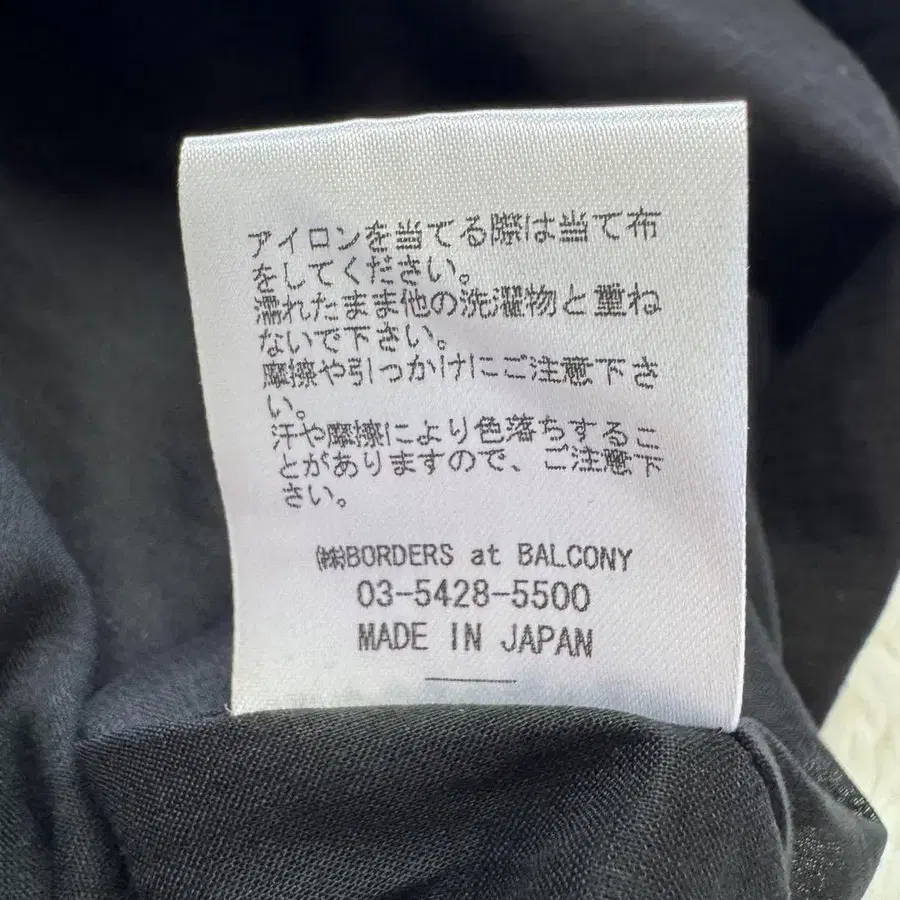 アイロンを当てる際は当て布
をしてください。
濡れたまま他の洗濯物と重ね
ないで下さい。
摩擦や引っかけにご注意下さ
い。
汗や摩擦により色落ちするこ
とがありますので、ご注意下
さい。
㈱BORDERS at BALCONY
03-5428-5500
MADE IN JAPAN